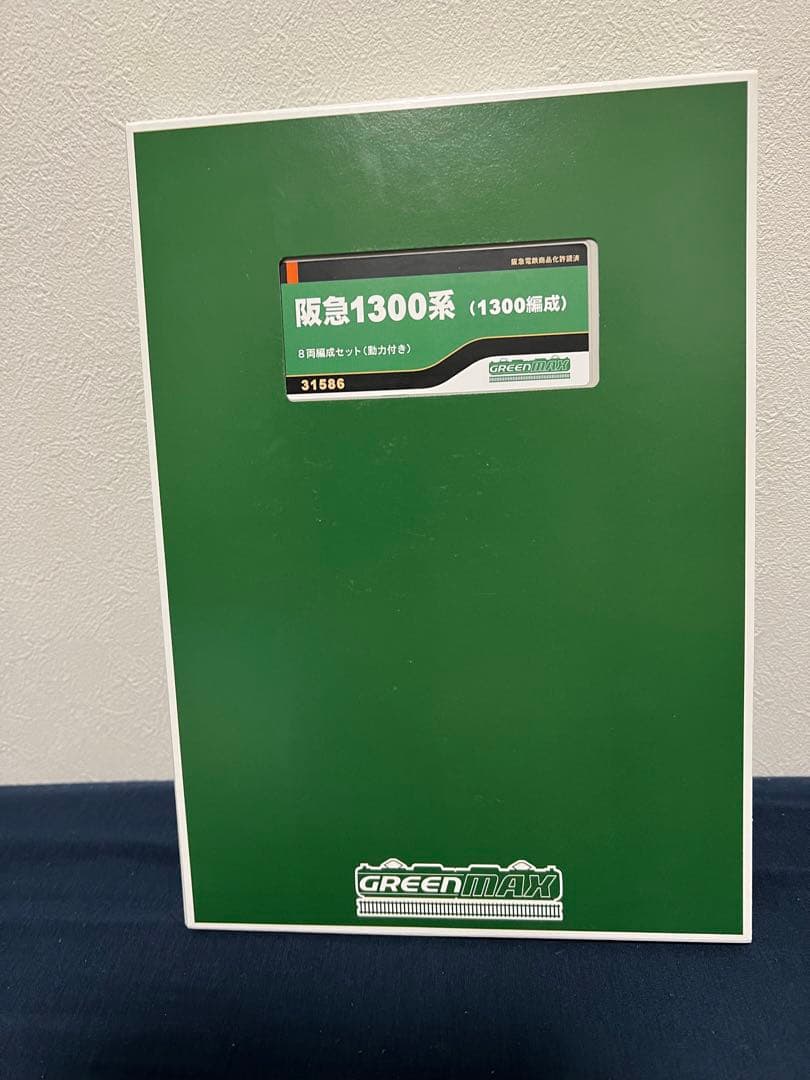 阪急電鉄商品化許諾済
阪急1300系 (1300編成)
8両編成セット(動力付き)
GREENMAX
31586
GREENMAX